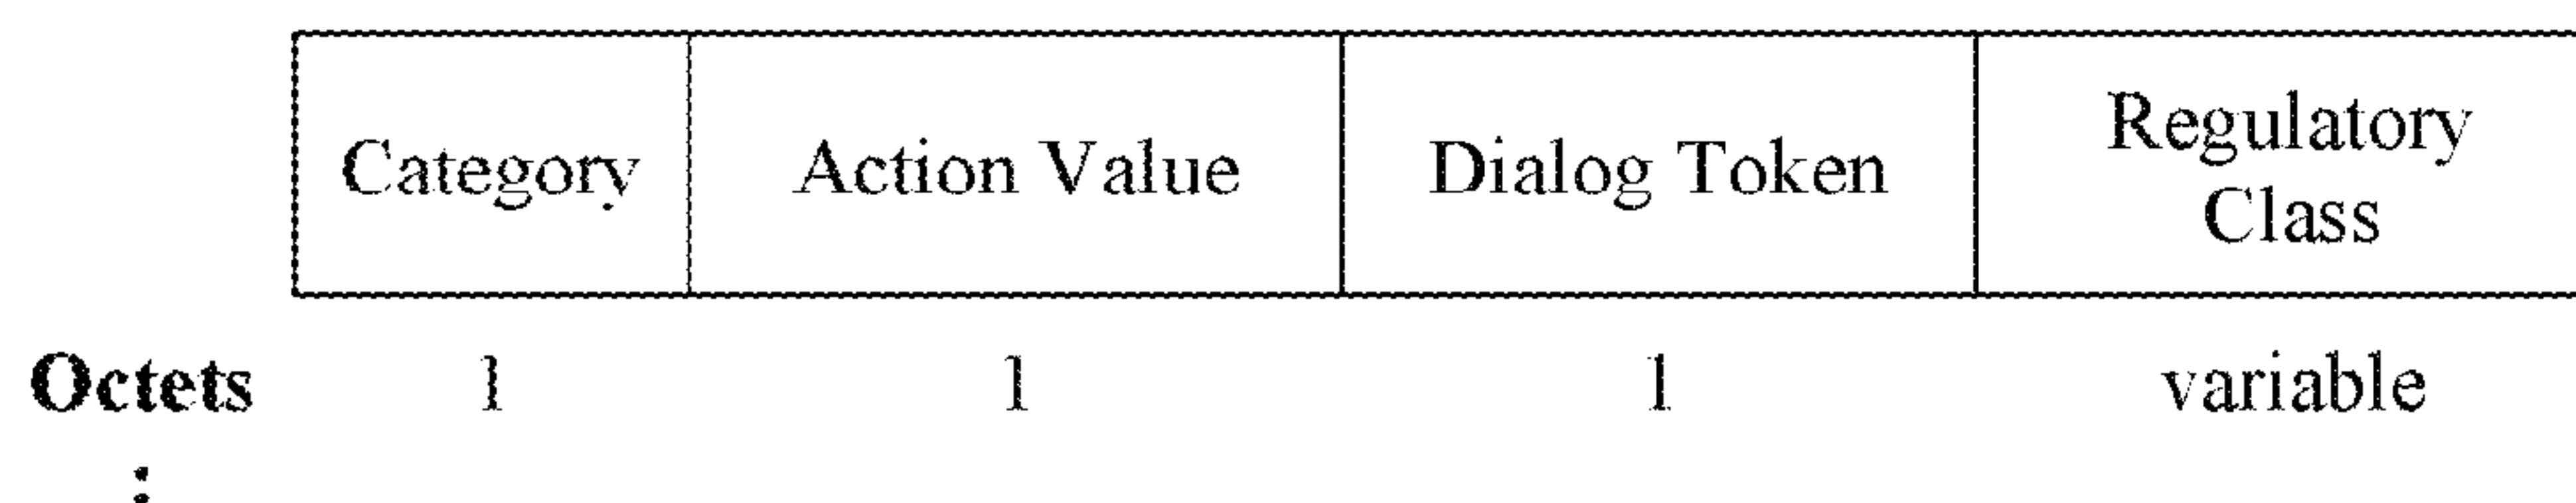 Category Action Value Dialog Token Regulatory Class
Octets 1 1 1 variable
: